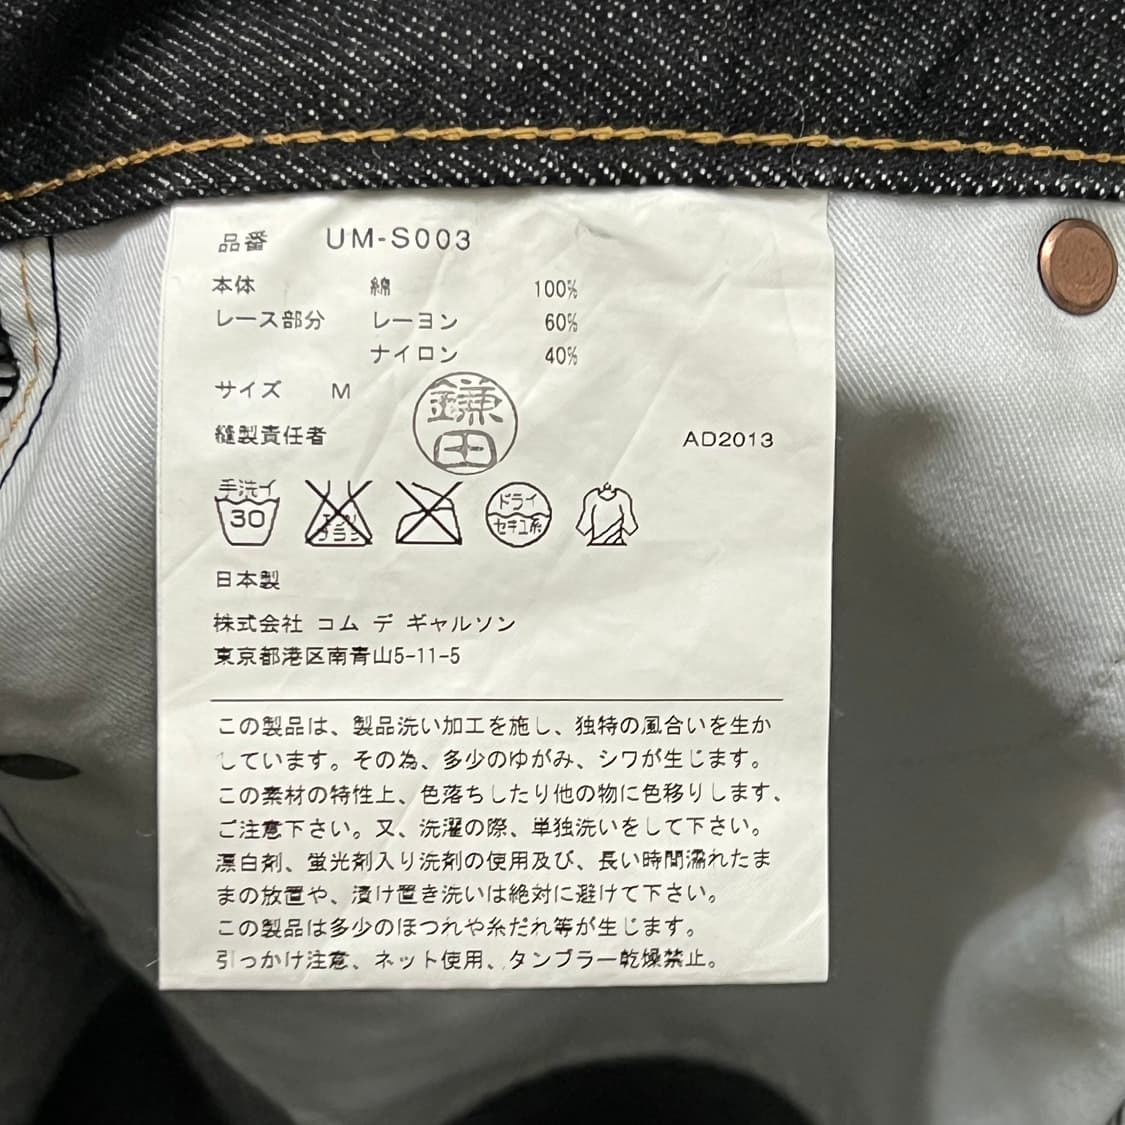 品番 UM-S003
本体 綿 100%
レース部分 レーヨン 60%
ナイロン 40%
サイズ M
鎌田
縫製責任者 AD2013
手洗イ 30 エンソ ブラシ ドライ セキユ系
日本製
株式会社 コム デ ギャルソン
東京都港区南青山5-11-5
この製品は、製品洗い加工を施し、独特の風合いを生か
しています。その為、多少のゆがみ、シワが生じます。
この素材の特性上、色落ちしたり他の物に色移りします、
ご注意下さい。又、洗濯の際、単独洗いをして下さい。
漂白剤、蛍光剤入り洗剤の使用及び、長い時間濡れたま
まの放置や、漬け置き洗いは絶対に避けて下さい。
この製品は多少のほつれや糸だれ等が生じます。
引っかけ注意、ネット使用、タンブラー乾燥禁止。